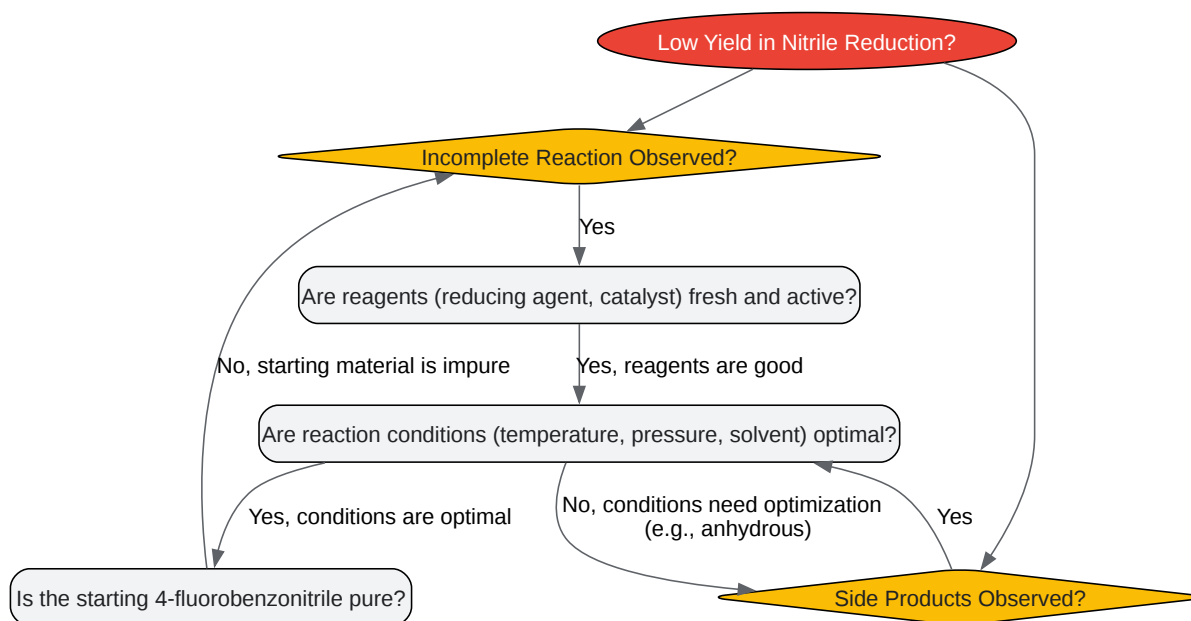 Low Yield in Nitrile Reduction?
Incomplete Reaction Observed?
Yes
Are reagents (reducing agent, catalyst) fresh and active?
No, starting material is impure
Yes, reagents are good
Are reaction conditions (temperature, pressure, solvent) optimal?
Yes, conditions are optimal
No, conditions need optimization
(e.g., anhydrous)
Yes
Is the starting 4-fluorobenzonitrile pure?
Side Products Observed?